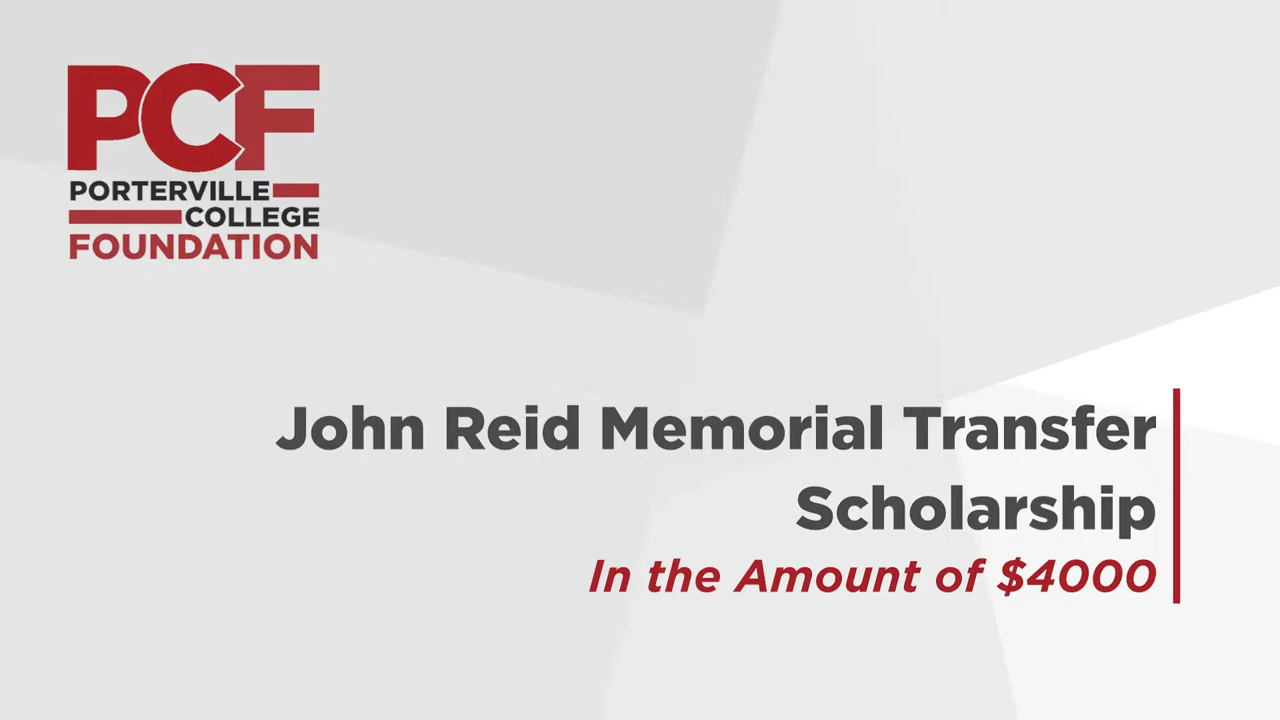 PCF
PORTERVILLE
COLLEGE
FOUNDATION
John Reid Memorial Transfer
Scholarship
In the Amount of $4000